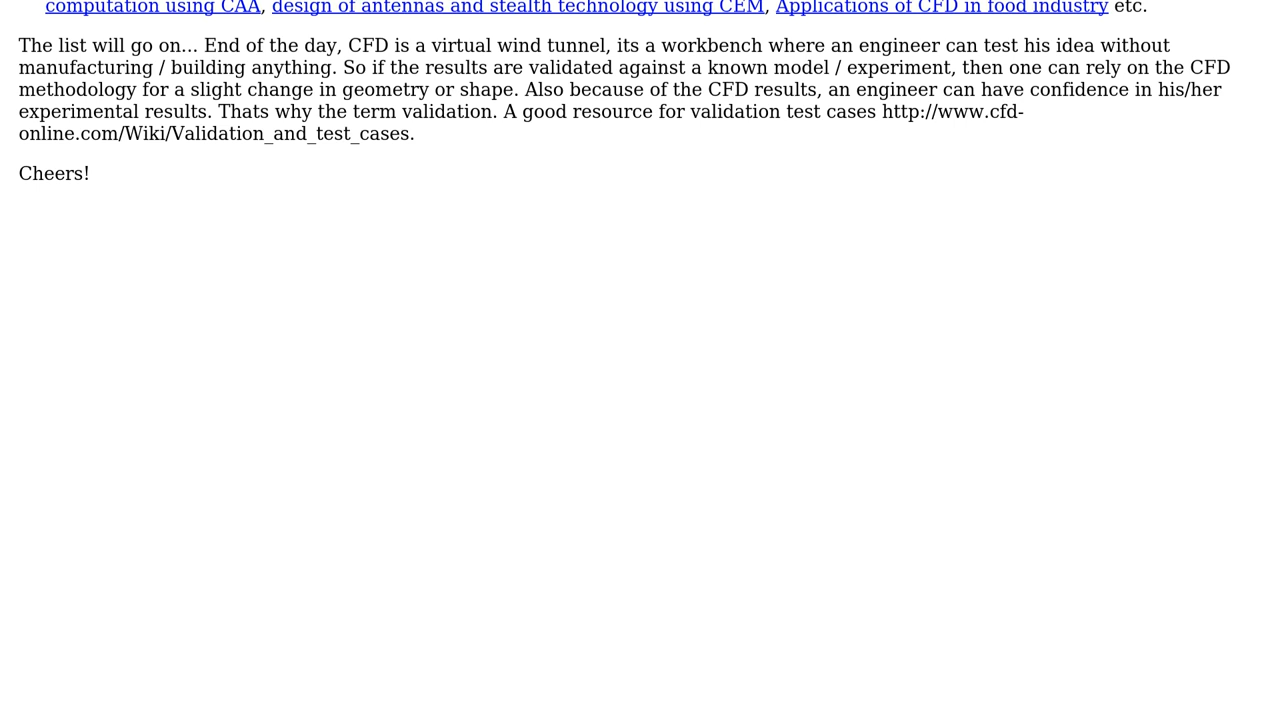 computation using CAA, design of antennas and stealth technology using CEM, Applications of CFD in food industry etc.
The list will go on... End of the day, CFD is a virtual wind tunnel, its a workbench where an engineer can test his idea without
manufacturing / building anything. So if the results are validated against a known model / experiment, then one can rely on the CFD
methodology for a slight change in geometry or shape. Also because of the CFD results, an engineer can have confidence in his/her
experimental results. Thats why the term validation. A good resource for validation test cases http://www.cfd-
online.com/Wiki/Validation_and_test_cases.
Cheers!